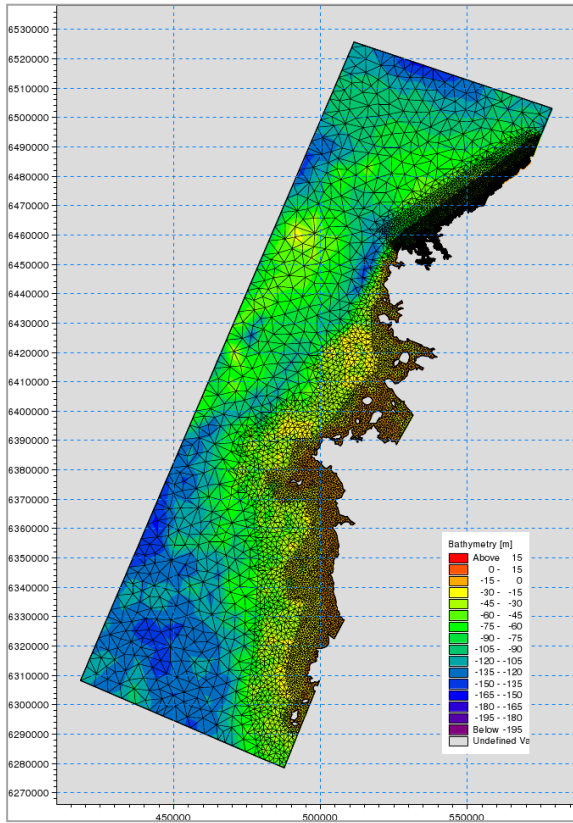 6530000
6520000
6510000
6500000
6490000
6480000
6470000
6460000
6450000
6440000
6430000
6420000
6410000
6400000
6390000
6380000
6370000
6360000
6350000
6340000
6330000
6320000
6310000
6300000
6290000
6280000
6270000
Bathymetry [m]
Above 15
0 - 15
-15 - 0
-30 - -15
-45 - -30
-60 - -45
-75 - -60
-90 - -75
-105 - -90
-120 - -105
-135 - -120
-150 - -135
-165 - -150
-180 - -165
-195 - -180
Below -195
Undefined Va
450000 500000 550000